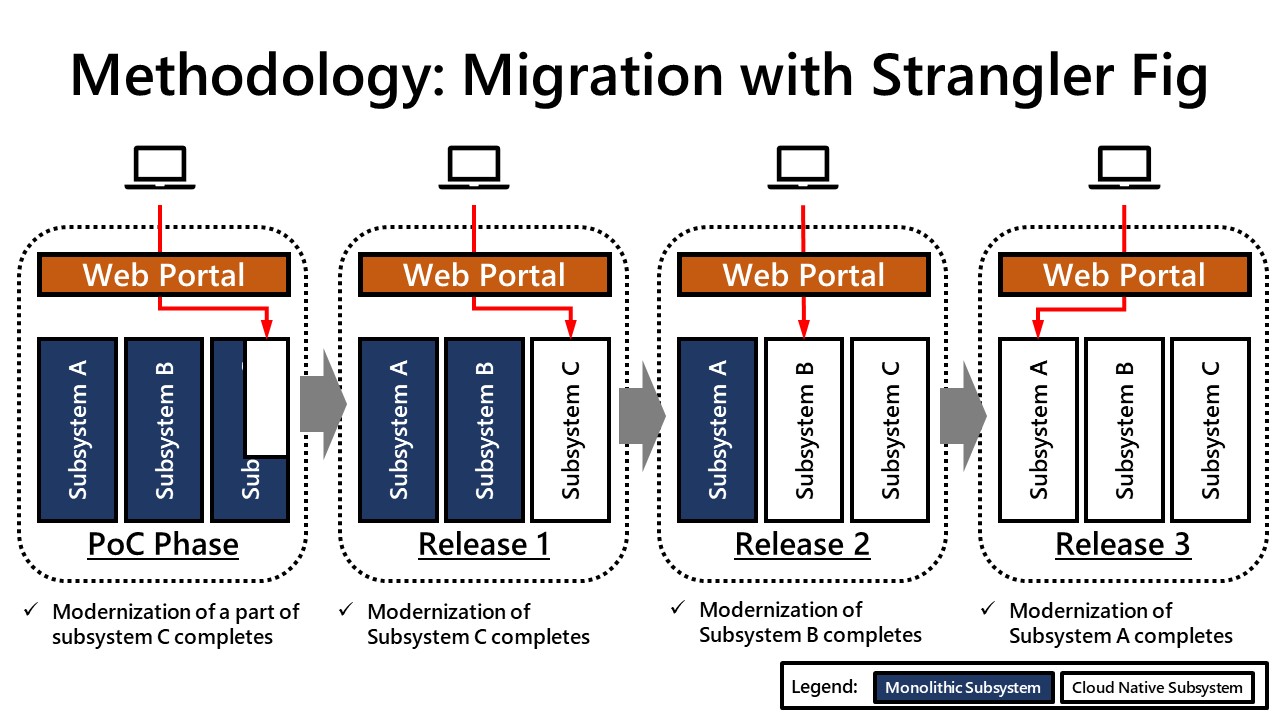 Methodology: Migration with Strangler Fig
Web Portal
Subsystem A
Subsystem B
Sub
PoC Phase
✓ Modernization of a part of
subsystem C completes
Web Portal
Subsystem A
Subsystem B
Subsystem C
Release 1
✓ Modernization of
Subsystem C completes
Web Portal
Subsystem A
Subsystem B
Subsystem C
Release 2
✓ Modernization of
Subsystem B completes
Web Portal
Subsystem A
Subsystem B
Subsystem C
Release 3
✓ Modernization of
Subsystem A completes
Legend: Monolithic Subsystem Cloud Native Subsystem